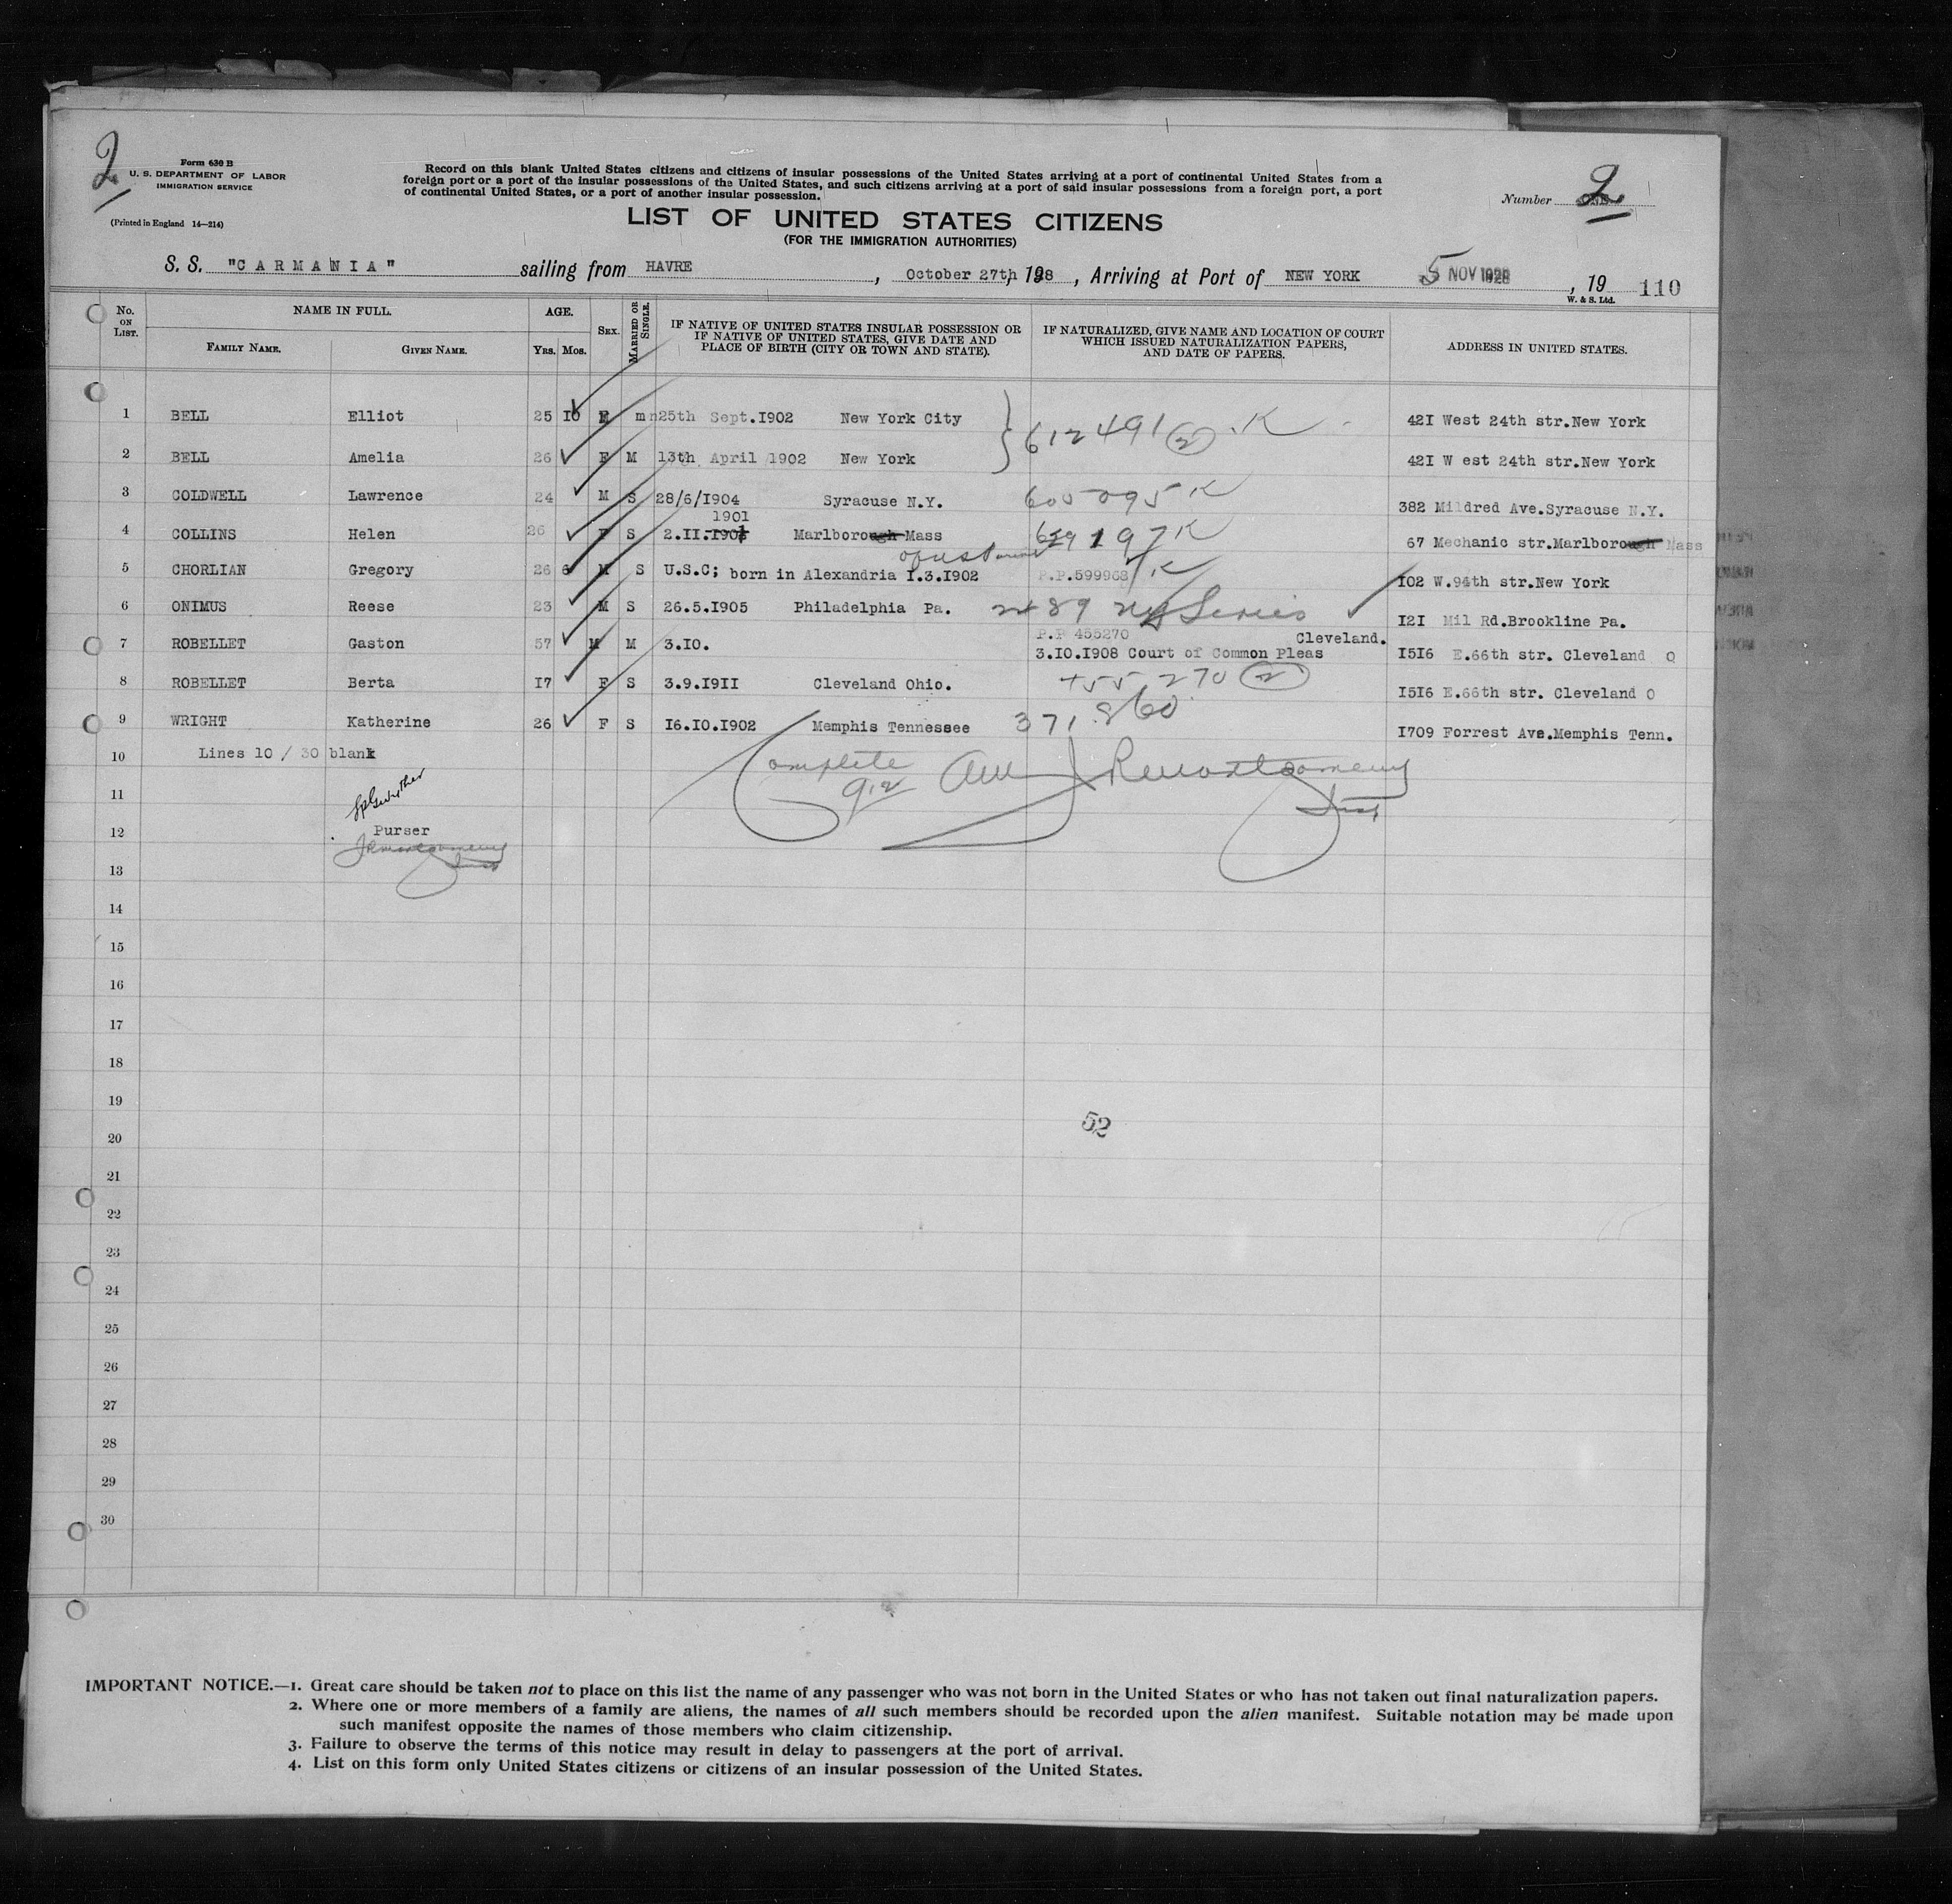 2
Form 630 B
U. S. DEPARTMENT OF LABOR
IMMIGRATION SERVICE
(Printed in England 14—214)
Record on this blank United States citizens and citizens of insular possessions of the United States arriving at a port of continental United States from a
foreign port or a port of the insular possessions of the United States, and such citizens arriving at a port of said insular possessions from a foreign port, a port
of continental United States, or a port of another insular possession.
Number 2
LIST OF UNITED STATES CITIZENS
(FOR THE IMMIGRATION AUTHORITIES)
S. S. "CARMANIA" sailing from HAVRE, October 27th, 1928, Arriving at Port of NEW YORK 5 NOV 1928, 19 110
W. & S. Ltd.
No. ON LIST. NAME IN FULL. FAMILY NAME. GIVEN NAME. AGE. Yrs. Mos. SEX. MARRIED OR SINGLE. IF NATIVE OF UNITED STATES INSULAR POSSESSION OR IF NATIVE OF UNITED STATES, GIVE DATE AND PLACE OF BIRTH (CITY OR TOWN AND STATE). IF NATURALIZED, GIVE NAME AND LOCATION OF COURT WHICH ISSUED NATURALIZATION PAPERS, AND DATE OF PAPERS. ADDRESS IN UNITED STATES.
1 BELL Elliot 25 10 m 25th Sept.I902 New York City 612491 (2) K 42I West 24th str.New York
2 BELL Amelia 26 F M 13th April 1902 New York 42I W est 24th str.New York
3 COLDWELL Lawrence 24 M S 28/6/I904 Syracuse N.Y. 605095 K 382 Mildred Ave.Syracuse N.Y.
1901
4 COLLINS Helen 26 F S 2.II. Marlborough Mass 197 K 67 Mechanic str.Marlborough Mass
5 CHORLIAN Gregory 26 6 M S U.S.C; born in Alexandria I.3.I902 P.P.599968 K I02 W.94th str.New York
6 ONIMUS Reese 23 M S 26.5.I905 Philadelphia Pa. 2489 Series I2I Mil Rd.Brookline Pa.
7 ROBELLET Gaston 57 M M 3.IO. P.P 455270 Cleveland.
3.IO.I908 Court of Common Pleas I5I6 E.66th str. Cleveland O
8 ROBELLET Berta I7 F S 3.9.I9II Cleveland Ohio. 455270 (2) I5I6 E.66th str. Cleveland O
9 WRIGHT Katherine 26 F S I6.IO.I902 Memphis Tennessee 371860 I709 Forrest Ave.Memphis Tenn.
10 Lines 10 / 30 blank
Complete
11
12 Purser
13
14
15
16
17
18
19
52
20
21
22
23
24
25
26
27
28
29
30
IMPORTANT NOTICE.—1. Great care should be taken not to place on this list the name of any passenger who was not born in the United States or who has not taken out final naturalization papers.
2. Where one or more members of a family are aliens, the names of all such members should be recorded upon the alien manifest. Suitable notation may be made upon
such manifest opposite the names of those members who claim citizenship.
3. Failure to observe the terms of this notice may result in delay to passengers at the port of arrival.
4. List on this form only United States citizens or citizens of an insular possession of the United States.